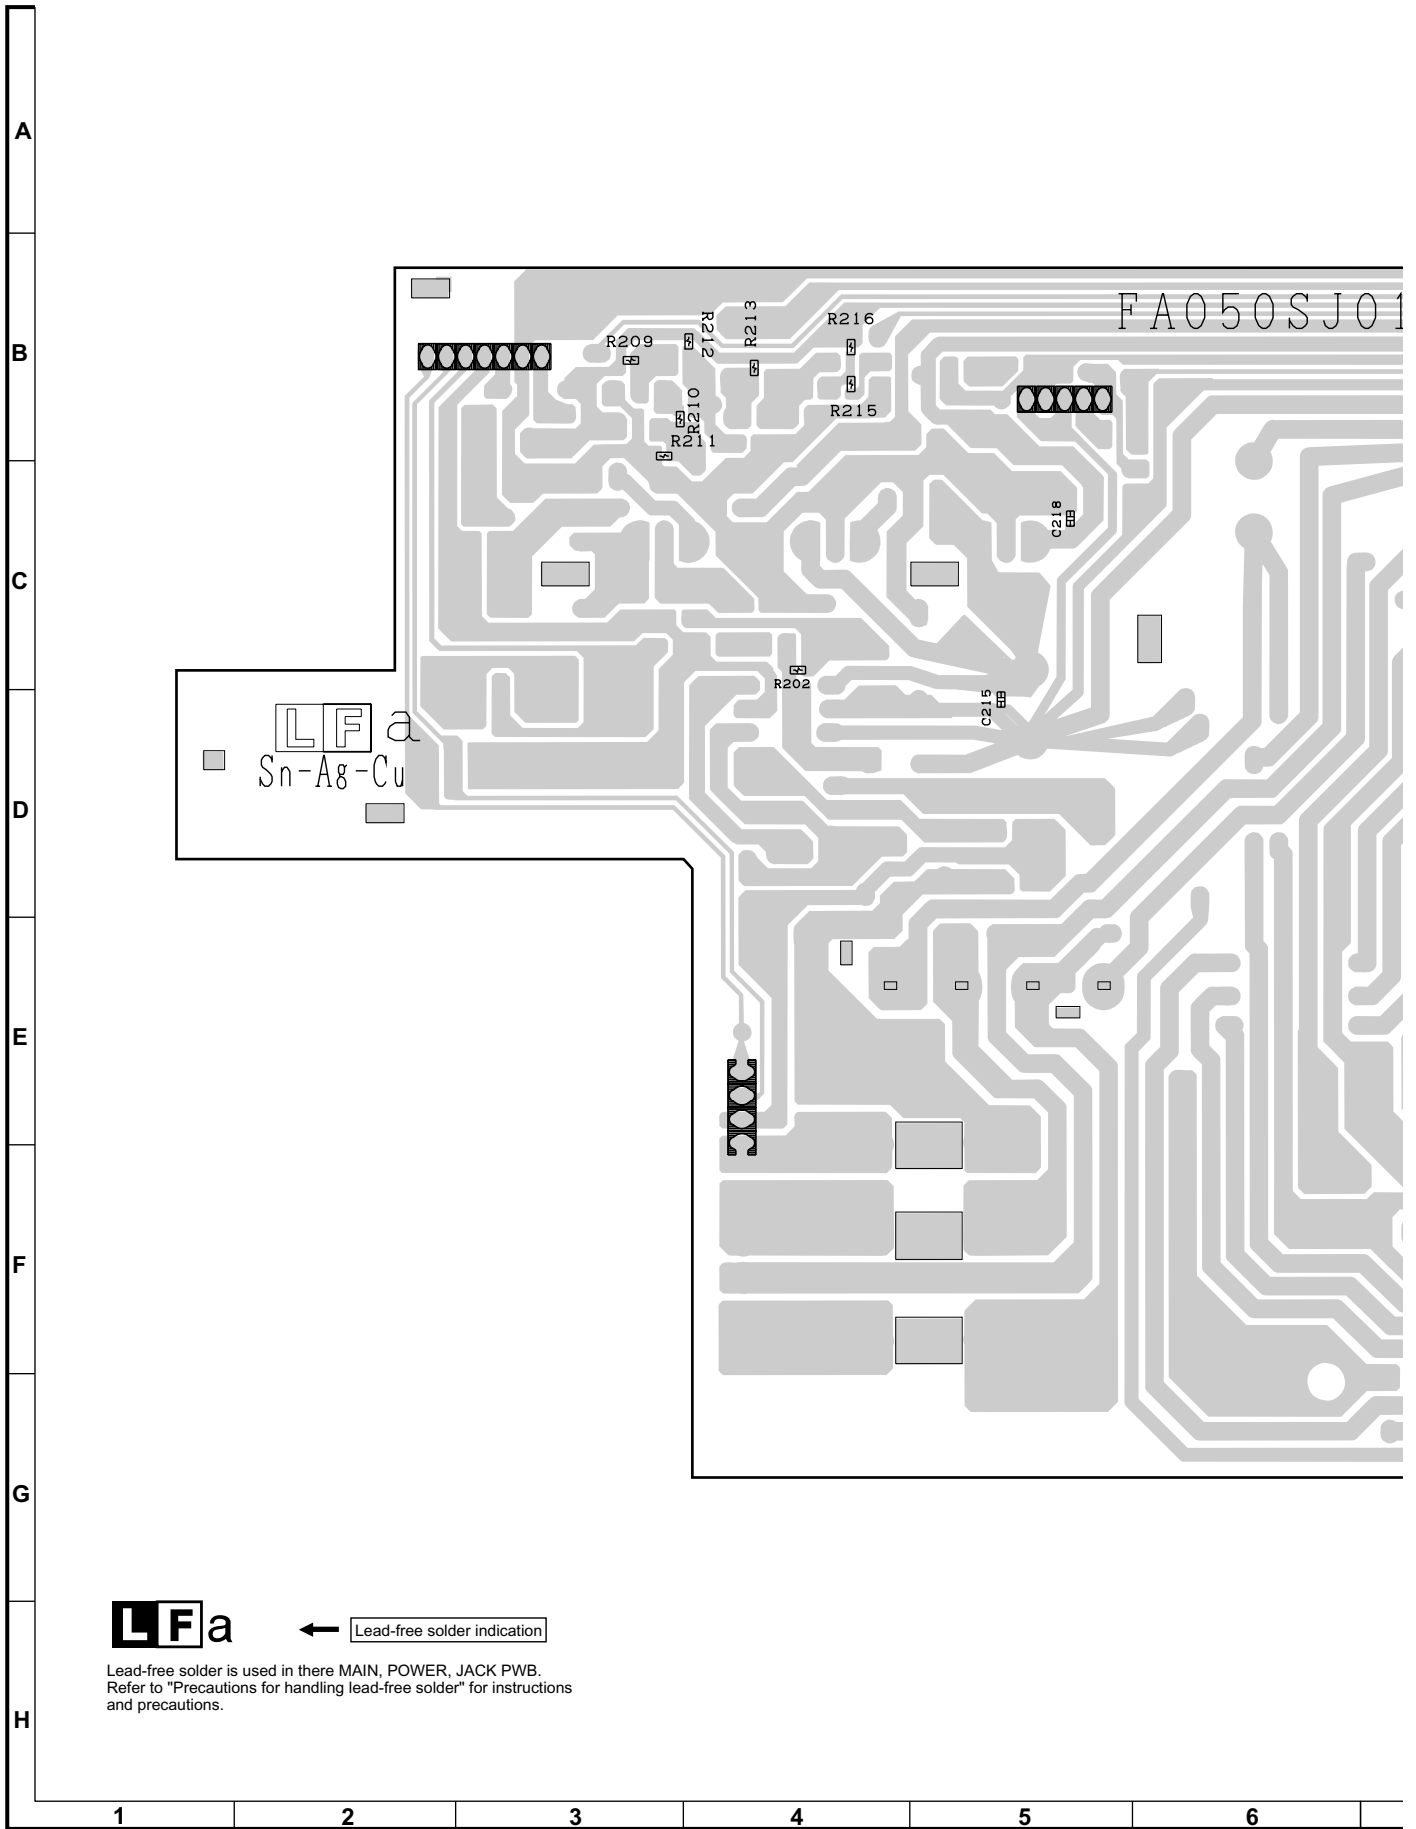 A
B
C
D
E
F
G
H
FA050SJ01
R213
R212
R216
R209
R210
R215
R211
C218
R202
C215
LF a
Sn-Ag-Cu
LFa
Lead-free solder indication
Lead-free solder is used in there MAIN, POWER, JACK PWB.
Refer to "Precautions for handling lead-free solder" for instructions
and precautions.
1 2 3 4 5 6